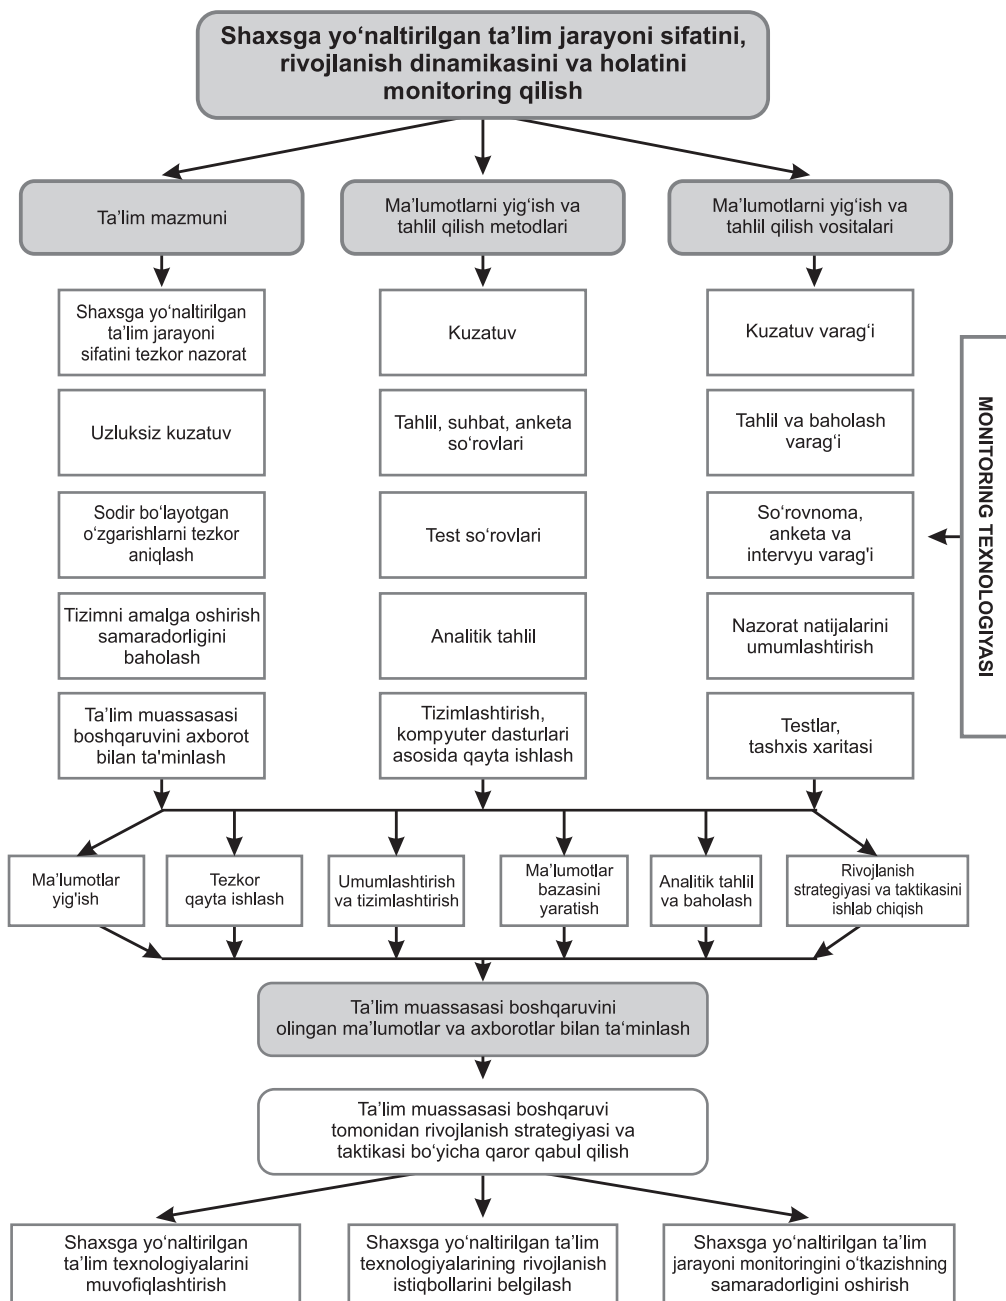 Shaxsga yo‘naltirilgan ta’lim jarayoni sifatini,
rivojlanish dinamikasini va holatini
monitoring qilish
Ta’lim mazmuni
Ma’lumotlarni yig‘ish va
tahlil qilish metodlari
Ma’lumotlarni yig‘ish va
tahlil qilish vositalari
Shaxsga yo‘naltirilgan
ta’lim jarayoni
sifatini tezkor nazorat
Kuzatuv
Kuzatuv varag‘i
Uzluksiz kuzatuv
Tahlil, suhbat, anketa
so‘rovlari
Tahlil va baholash
varag‘i
Sodir bo‘layotgan
o‘zgarishlarni tezkor
aniqlash
Test so‘rovlari
So‘rovnoma,
anketa va
intervyu varag'i
Tizimni amalga oshirish
samaradorligini
baholash
Analitik tahlil
Nazorat natijalarini
umumlashtirish
Ta’lim muassasasi
boshqaruvini axborot
bilan ta'minlash
Tizimlashtirish,
kompyuter dasturlari
asosida qayta ishlash
Testlar,
tashxis xaritasi
MONITORING TEXNOLOGIYASI
Ma’lumotlar
yig'ish
Tezkor
qayta ishlash
Umumlashtirish
va tizimlashtirish
Ma’lumotlar
bazasini
yaratish
Analitik tahlil
va baholash
Rivojlanish
strategiyasi va taktikasini
ishlab chiqish
Ta’lim muassasasi boshqaruvini
olingan ma’lumotlar va axborotlar bilan ta‘minlash
Ta’lim muassasasi boshqaruvi
tomonidan rivojlanish strategiyasi va
taktikasi bo‘yicha qaror qabul qilish
Shaxsga yo‘naltirilgan
ta’lim texnologiyalarini
muvofiqlashtirish
Shaxsga yo‘naltirilgan ta’lim
texnologiyalarining rivojlanish
istiqbollarini belgilash
Shaxsga yo‘naltirilgan ta’lim
jarayoni monitoringini o‘tkazishning
samaradorligini oshirish